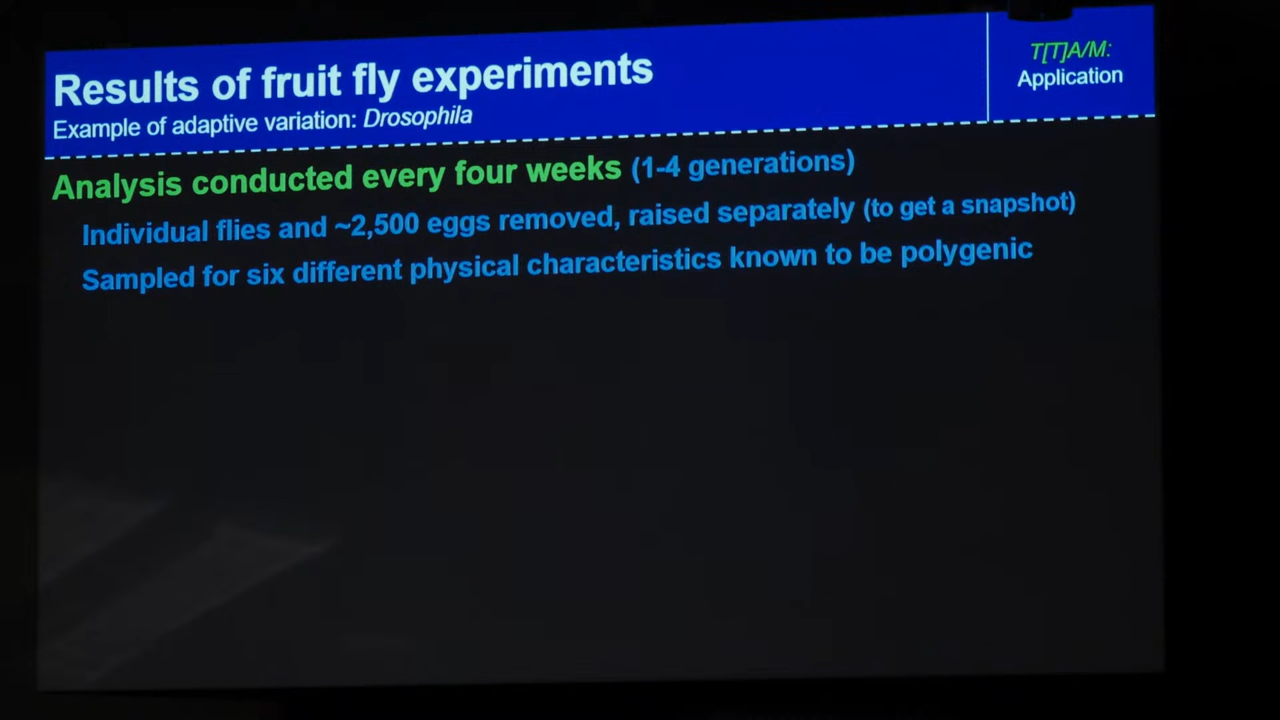 Results of fruit fly experiments
Example of adaptive variation: Drosophila
T[T]A/M:
Application
Analysis conducted every four weeks (1-4 generations)
Individual flies and ~2,500 eggs removed, raised separately (to get a snapshot)
Sampled for six different physical characteristics known to be polygenic